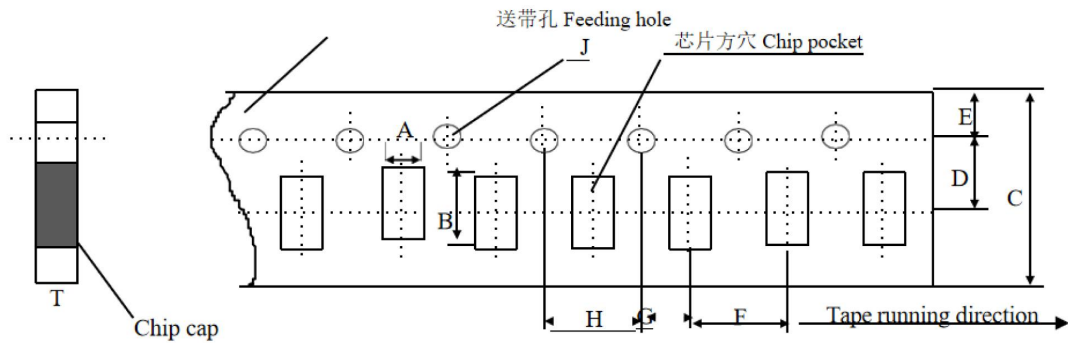 送带孔 Feeding hole
J
芯片方穴 Chip pocket
A
E
D
C
B
T
Chip cap
H
G
F
Tape running direction